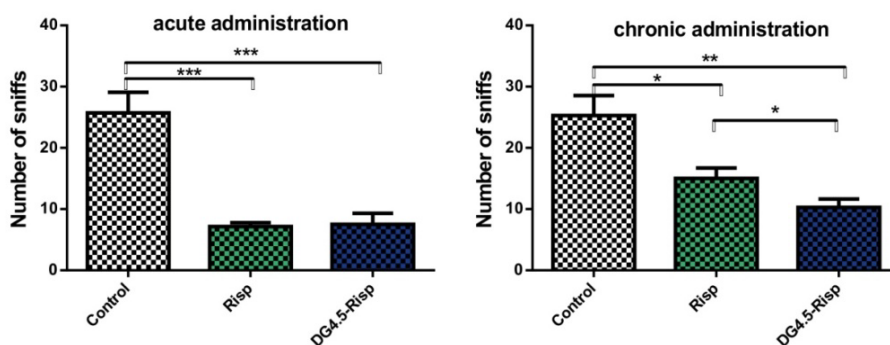 acute administration
Number of sniffs
40
30
20
10
0
***
***
Control
Risp
DG4.5-Risp
chronic administration
Number of sniffs
40
30
20
10
0
**
*
*
Control
Risp
DG4.5-Risp